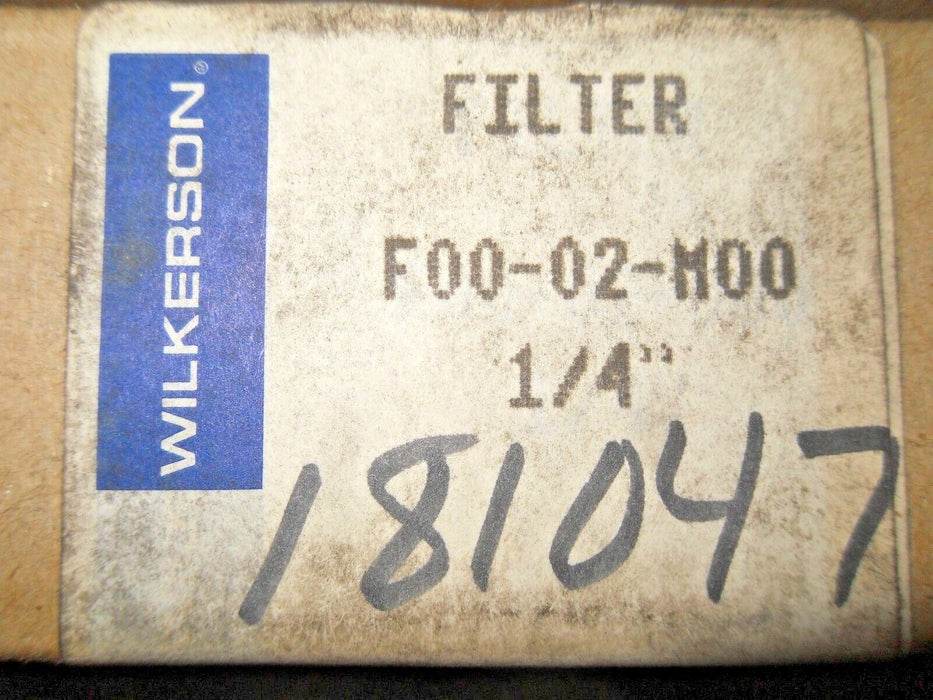 WILKERSON®
FILTER
F00-02-M00
1/4"
181047